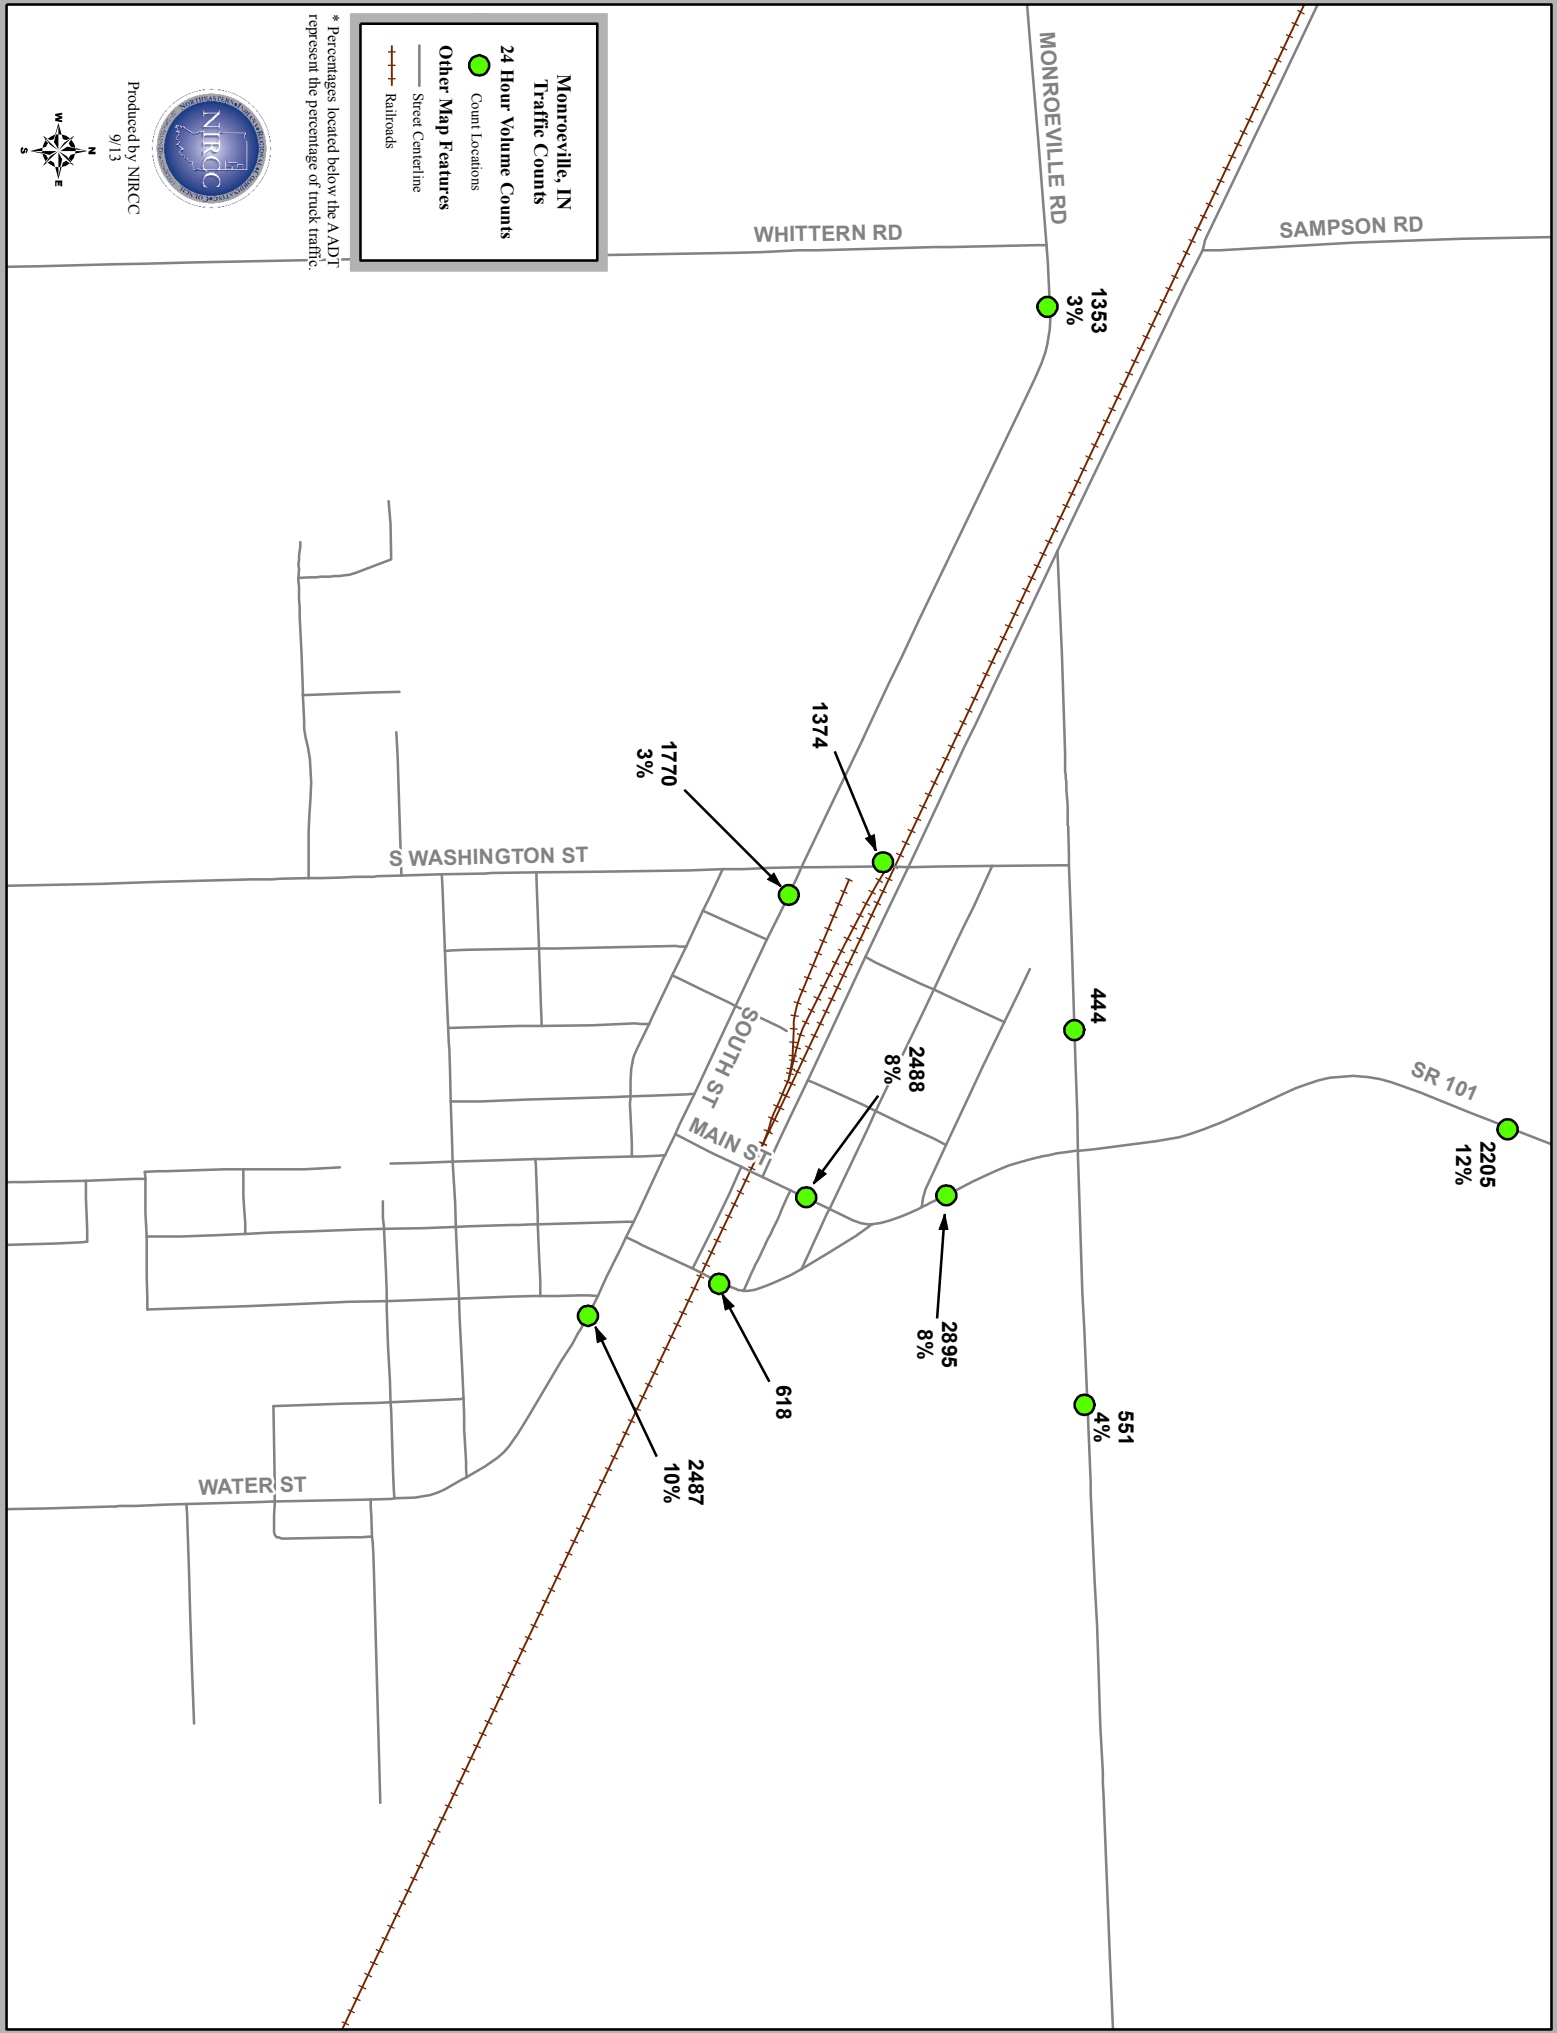 Monroeville, IN
Traffic Counts
24 Hour Volume Counts
Count Locations
Other Map Features
Street Centerline
Railroads
* Percentages located below the AADT
represent the percentage of truck traffic.
NIRCC
Produced by NIRCC
9/13
N
W
E
S
MONROEVILLE RD
WHITTERN RD
SAMPSON RD
1353
3%
1374
1770
3%
S WASHINGTON ST
SOUTH ST
MAIN ST
444
2488
8%
SR 101
2205
12%
2895
8%
618
551
4%
2487
10%
WATER ST